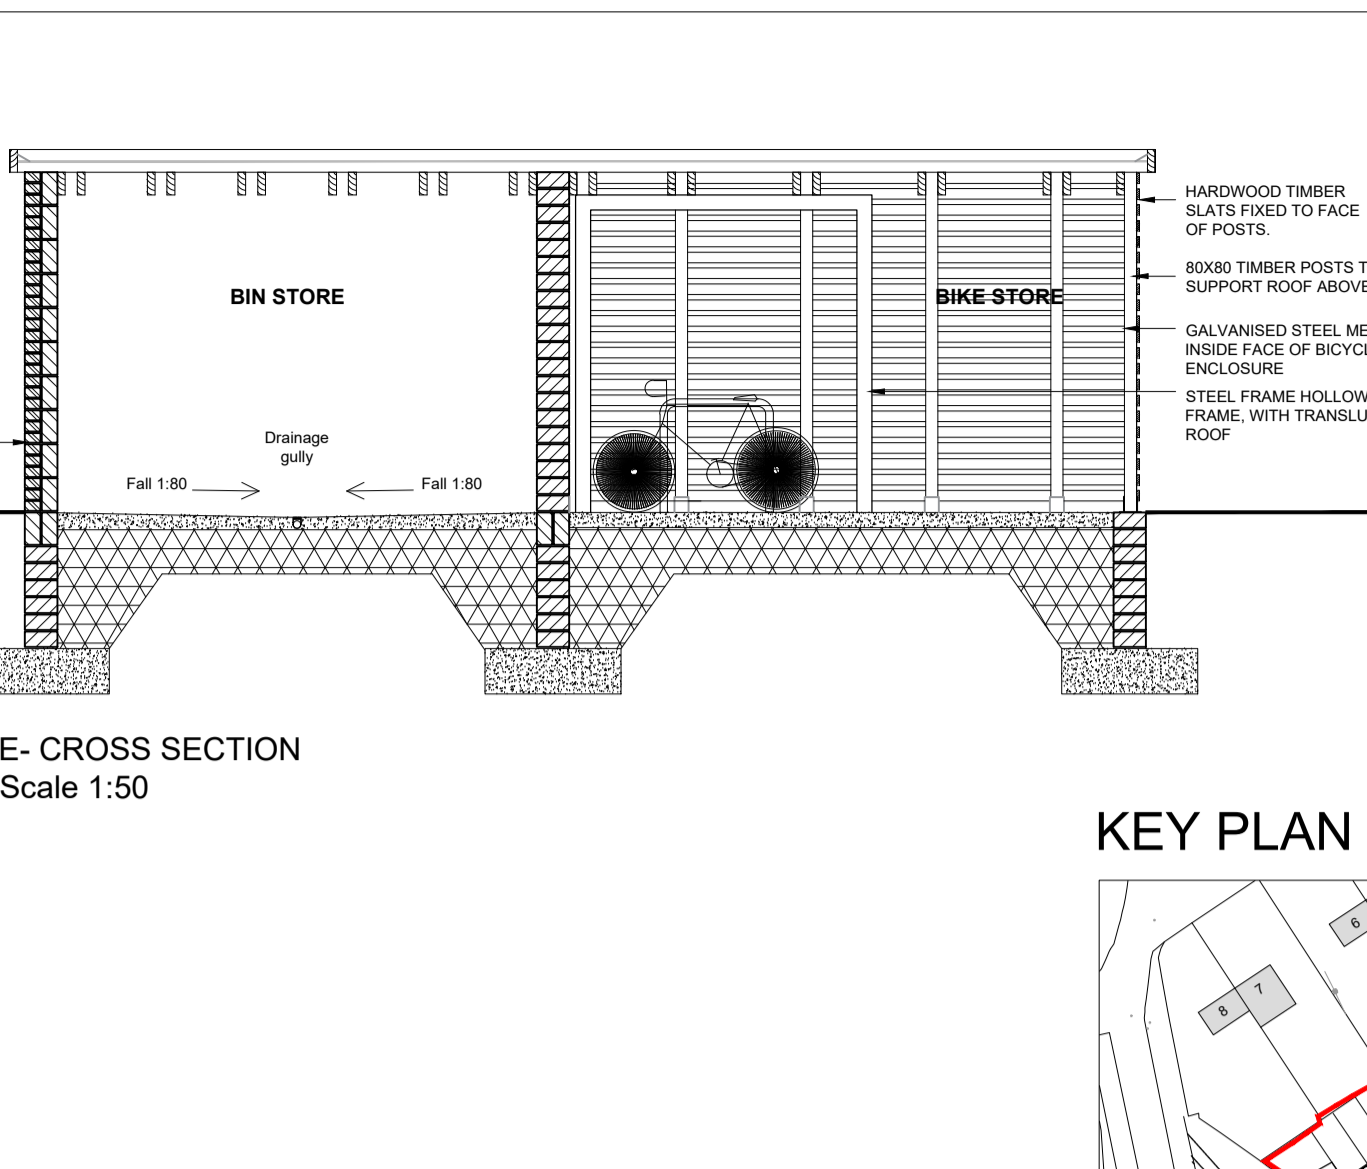 HARDWOOD TIMBER
SLATS FIXED TO FACE
OF POSTS.
80X80 TIMBER POSTS T
SUPPORT ROOF ABOVE
GALVANISED STEEL ME
INSIDE FACE OF BICYCL
ENCLOSURE
STEEL FRAME HOLLOW
FRAME, WITH TRANSLU
ROOF
BIN STORE
BIKE STORE
Drainage
gully
Fall 1:80
Fall 1:80
E- CROSS SECTION
Scale 1:50
KEY PLAN
6
7
8